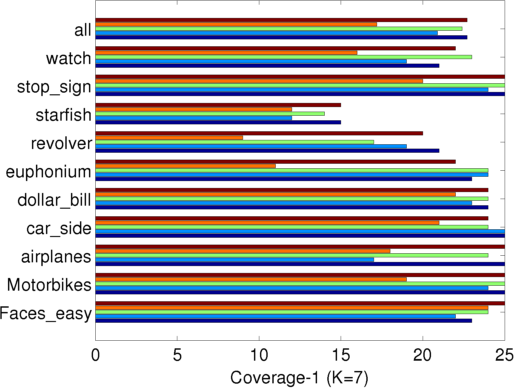 all
watch
stop_sign
starfish
revolver
euphonium
dollar_bill
car_side
airplanes
Motorbikes
Faces_easy
0 5 10 15 20 25
Coverage-1 (K=7)